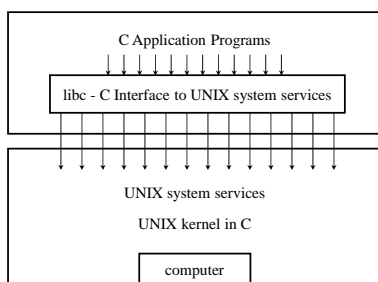 C Application Programs
libc - C Interface to UNIX system services
UNIX system services
UNIX kernel in C
computer